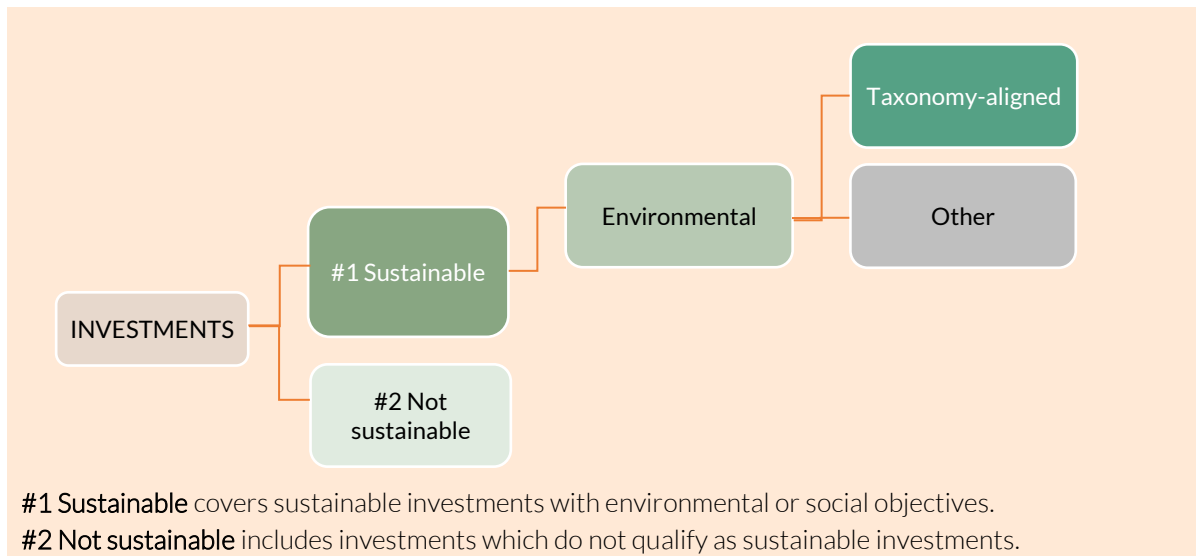 Taxonomy-aligned
Environmental
Other
#1 Sustainable
INVESTMENTS
#2 Not
sustainable
#1 Sustainable covers sustainable investments with environmental or social objectives.
#2 Not sustainable includes investments which do not qualify as sustainable investments.